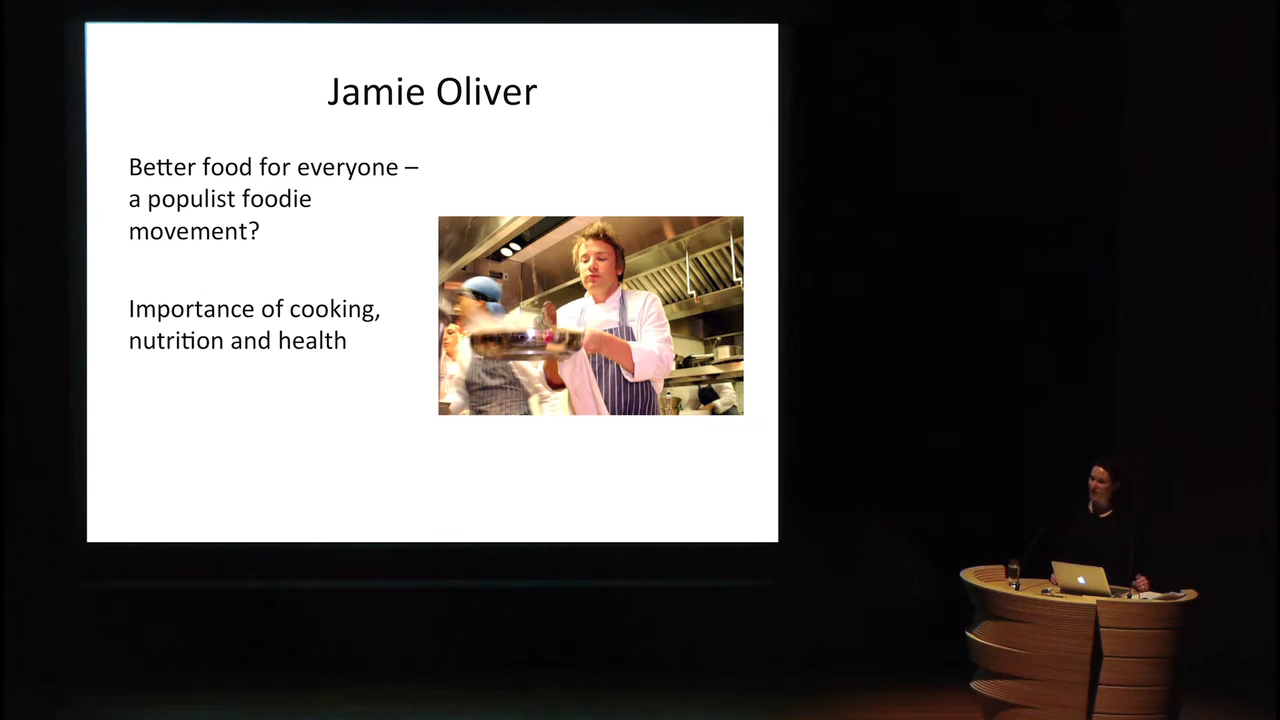 Jamie Oliver
Better food for everyone –
a populist foodie
movement?
Importance of cooking,
nutrition and health